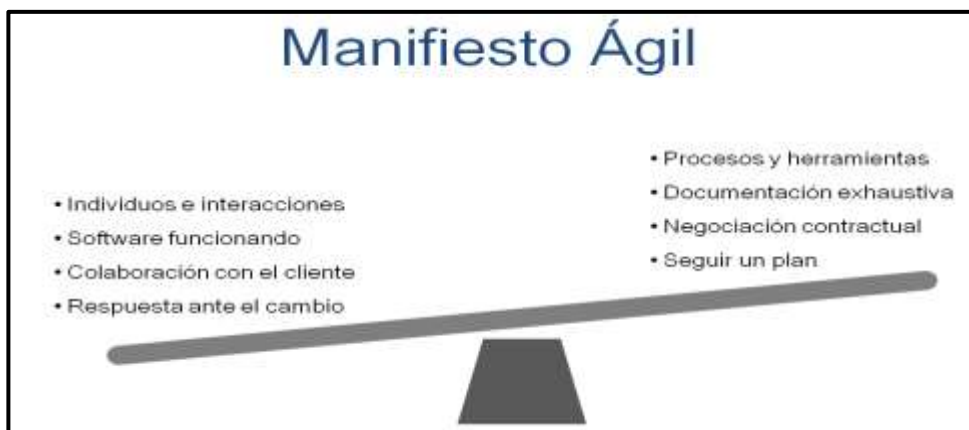 Manifiesto Ágil
• Individuos e interacciones
• Software funcionando
• Colaboración con el cliente
• Respuesta ante el cambio
• Procesos y herramientas
• Documentación exhaustiva
• Negociación contractual
• Seguir un plan